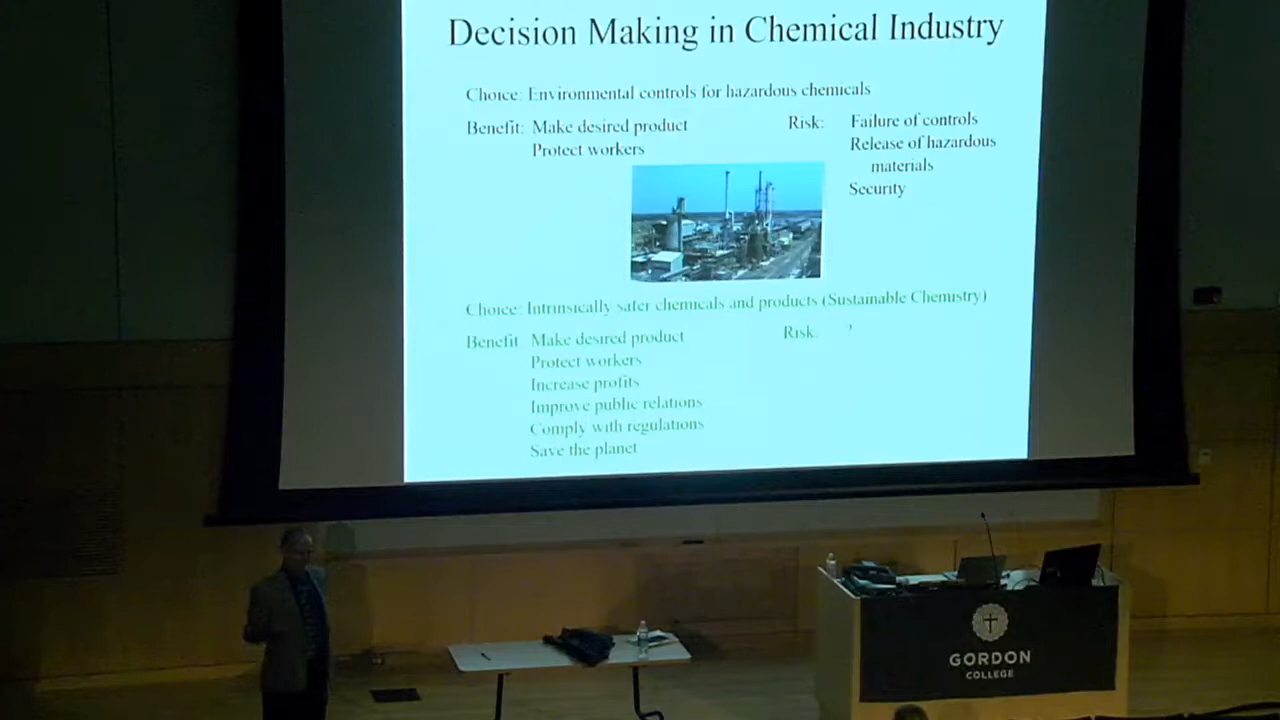 Decision Making in Chemical Industry
Choice: Environmental controls for hazardous chemicals
Benefit: Make desired product
Protect workers
Risk: Failure of controls
Release of hazardous
materials
Security
Choice: Intrinsically safer chemicals and products (Sustainable Chemistry)
Benefit Make desired product
Protect workers
Increase profits
Improve public relations
Comply with regulations
Save the planet
Risk: ?
GORDON
COLLEGE